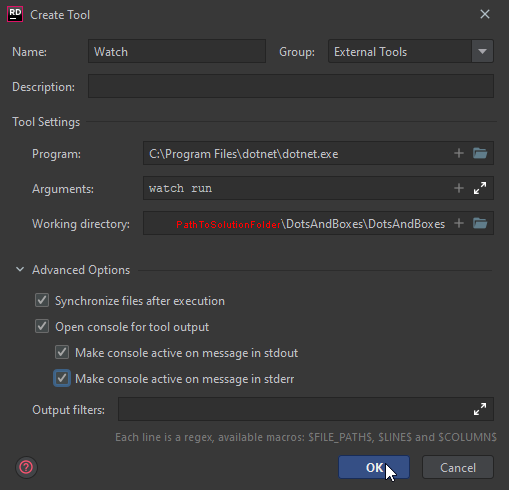 RD Create Tool
Name: Watch Group: External Tools
Description:
Tool Settings
Program: C:\Program Files\dotnet\dotnet.exe
Arguments: watch run
Working directory: PathToSolutionFolder\DotsAndBoxes\DotsAndBoxes
Advanced Options
Synchronize files after execution
Open console for tool output
Make console active on message in stdout
Make console active on message in stderr
Output filters:
Each line is a regex, available macros: $FILE_PATH$, $LINE$ and $COLUMN$
? OK Cancel